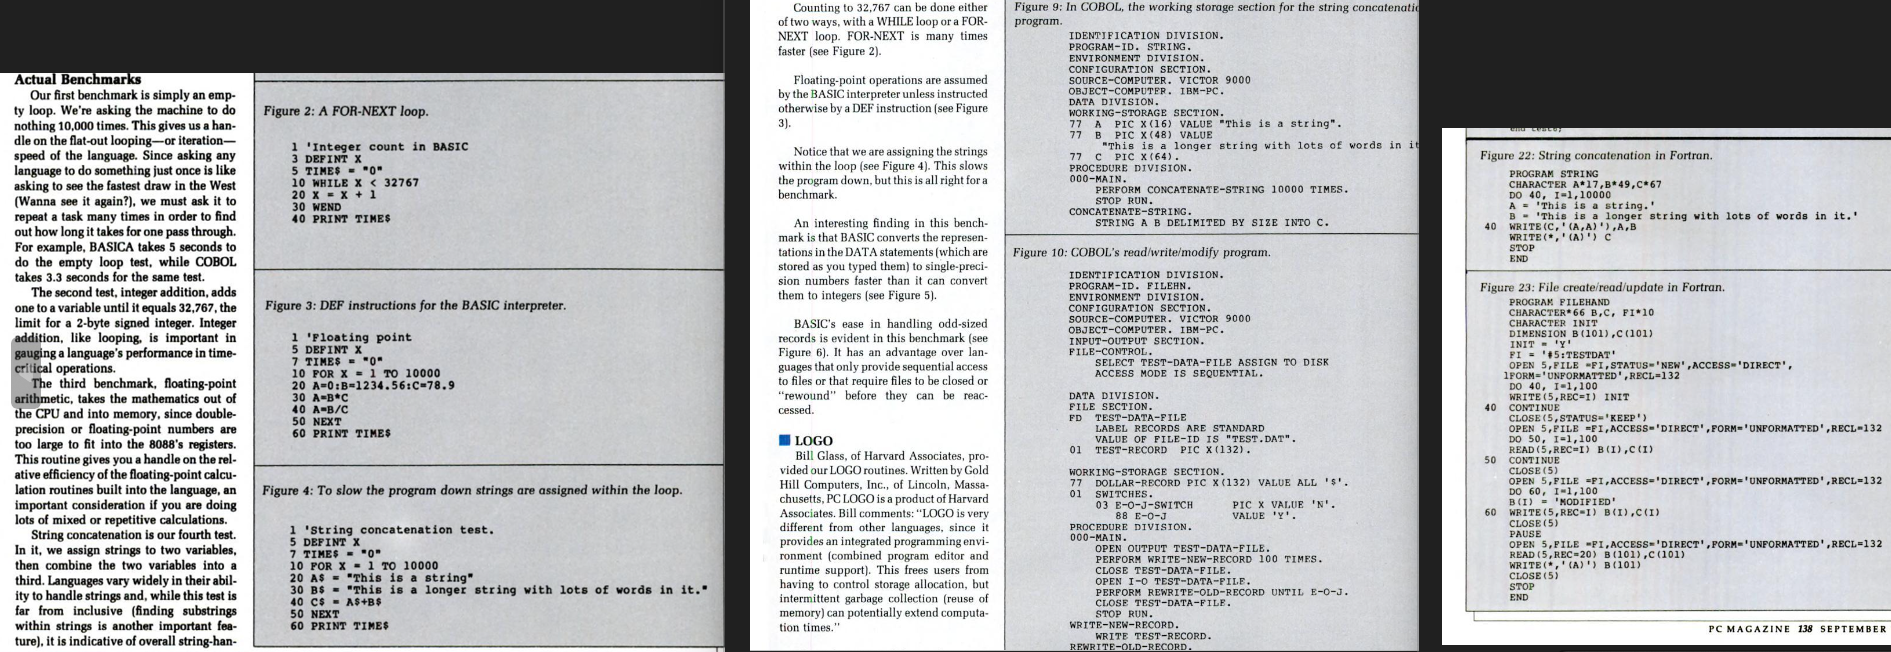 Actual Benchmarks
Our first benchmark is simply an emp-
ty loop. We're asking the machine to do
nothing 10,000 times. This gives us a han-
dle on the flat-out looping—or iteration—
speed of the language. Since asking any
language to do something just once is like
asking to see the fastest draw in the West
(Wanna see it again?), we must ask it to
repeat a task many times in order to find
out how long it takes for one pass through.
For example, BASICA takes 5 seconds to
do the empty loop test, while COBOL
takes 3.3 seconds for the same test.
The second test, integer addition, adds
one to a variable until it equals 32,767, the
limit for a 2-byte signed integer. Integer
addition, like looping, is important in
gauging a language's performance in time-
critical operations.
The third benchmark, floating-point
arithmetic, takes the mathematics out of
the CPU and into memory, since double-
precision or floating-point numbers are
too large to fit into the 8088's registers.
This routine gives you a handle on the rel-
ative efficiency of the floating-point calcu-
lation routines built into the language, an
important consideration if you are doing
lots of mixed or repetitive calculations.
String concatenation is our fourth test.
In it, we assign strings to two variables,
then combine the two variables into a
third. Languages vary widely in their abil-
ity to handle strings and, while this test is
far from inclusive (finding substrings
within strings is another important fea-
ture), it is indicative of overall string-han-
Figure 2: A FOR-NEXT loop.
1 'Integer count in BASIC
3 DEFINT X
5 TIME$ = "0"
10 WHILE X < 32767
20 X = X + 1
30 WEND
40 PRINT TIME$
Figure 3: DEF instructions for the BASIC interpreter.
1 'Floating point
5 DEFINT X
7 TIME$ = "0"
10 FOR X = 1 TO 10000
20 A=0:B=1234.56:C=78.9
30 A=B*C
40 A=B/C
50 NEXT
60 PRINT TIME$
Figure 4: To slow the program down strings are assigned within the loop.
1 'String concatenation test.
5 DEFINT X
7 TIME$ = "0"
10 FOR X = 1 TO 10000
20 A$ = "This is a string"
30 B$ = "This is a longer string with lots of words in it."
40 C$ = A$+B$
50 NEXT
60 PRINT TIME$
Counting to 32,767 can be done either
of two ways, with a WHILE loop or a FOR-
NEXT loop. FOR-NEXT is many times
faster (see Figure 2).
Floating-point operations are assumed
by the BASIC interpreter unless instructed
otherwise by a DEF instruction (see Figure
3).
Notice that we are assigning the strings
within the loop (see Figure 4). This slows
the program down, but this is all right for a
benchmark.
An interesting finding in this bench-
mark is that BASIC converts the represen-
tations in the DATA statements (which are
stored as you typed them) to single-preci-
sion numbers faster than it can convert
them to integers (see Figure 5).
BASIC's ease in handling odd-sized
records is evident in this benchmark (see
Figure 6). It has an advantage over lan-
guages that only provide sequential access
to files or that require files to be closed or
"rewound" before they can be reac-
cessed.
LOGO
Bill Glass, of Harvard Associates, pro-
vided our LOGO routines. Written by Gold
Hill Computers, Inc., of Lincoln, Massa-
chusetts, PC LOGO is a product of Harvard
Associates. Bill comments: "LOGO is very
different from other languages, since it
provides an integrated programming envi-
ronment (combined program editor and
runtime support). This frees users from
having to control storage allocation, but
intermittent garbage collection (reuse of
memory) can potentially extend computa-
tion times."
Figure 9: In COBOL, the working storage section for the string concatenatio
program.
IDENTIFICATION DIVISION.
PROGRAM-ID. STRING.
ENVIRONMENT DIVISION.
CONFIGURATION SECTION.
SOURCE-COMPUTER. VICTOR 9000
OBJECT-COMPUTER. IBM-PC.
DATA DIVISION.
WORKING-STORAGE SECTION.
77 A PIC X(16) VALUE "This is a string".
77 B PIC X(48) VALUE
"This is a longer string with lots of words in it
77 C PIC X(64).
PROCEDURE DIVISION.
000-MAIN.
PERFORM CONCATENATE-STRING 10000 TIMES.
STOP RUN.
CONCATENATE-STRING.
STRING A B DELIMITED BY SIZE INTO C.
Figure 10: COBOL's read/write/modify program.
IDENTIFICATION DIVISION.
PROGRAM-ID. FILEHN.
ENVIRONMENT DIVISION.
CONFIGURATION SECTION.
SOURCE-COMPUTER. VICTOR 9000
OBJECT-COMPUTER. IBM-PC.
INPUT-OUTPUT SECTION.
FILE-CONTROL.
SELECT TEST-DATA-FILE ASSIGN TO DISK
ACCESS MODE IS SEQUENTIAL.
DATA DIVISION.
FILE SECTION.
FD TEST-DATA-FILE
LABEL RECORDS ARE STANDARD
VALUE OF FILE-ID IS "TEST.DAT".
01 TEST-RECORD PIC X(132).
WORKING-STORAGE SECTION.
77 DOLLAR-RECORD PIC X(132) VALUE ALL '$'.
01 SWITCHES.
03 E-O-J-SWITCH PIC X VALUE 'N'.
88 E-O-J VALUE 'Y'.
PROCEDURE DIVISION.
000-MAIN.
OPEN OUTPUT TEST-DATA-FILE.
PERFORM WRITE-NEW-RECORD 100 TIMES.
CLOSE TEST-DATA-FILE.
OPEN I-O TEST-DATA-FILE.
PERFORM REWRITE-OLD-RECORD UNTIL E-O-J.
CLOSE TEST-DATA-FILE.
STOP RUN.
WRITE-NEW-RECORD.
WRITE TEST-RECORD.
REWRITE-OLD-RECORD.
end tests;
Figure 22: String concatenation in Fortran.
PROGRAM STRING
CHARACTER A*17,B*49,C*67
DO 40, I=1,10000
A = 'This is a string.'
B = 'This is a longer string with lots of words in it.'
40 WRITE(C,'(A,A)'),A,B
WRITE(*,'(A)') C
STOP
END
Figure 23: File create/read/update in Fortran.
PROGRAM FILEHAND
CHARACTER*66 B,C, FI*10
CHARACTER INIT
DIMENSION B(101),C(101)
INIT = 'Y'
FI = '#5:TESTDAT'
OPEN 5,FILE =FI,STATUS='NEW',ACCESS='DIRECT',
1FORM='UNFORMATTED',RECL=132
DO 40, I=1,100
WRITE(5,REC=I) INIT
40 CONTINUE
CLOSE(5,STATUS='KEEP')
OPEN 5,FILE =FI,ACCESS='DIRECT',FORM='UNFORMATTED',RECL=132
DO 50, I=1,100
READ(5,REC=I) B(I),C(I)
50 CONTINUE
CLOSE(5)
OPEN 5,FILE =FI,ACCESS='DIRECT',FORM='UNFORMATTED',RECL=132
DO 60, I=1,100
B(I) = 'MODIFIED'
60 WRITE(5,REC=I) B(I),C(I)
CLOSE(5)
PAUSE
OPEN 5,FILE =FI,ACCESS='DIRECT',FORM='UNFORMATTED',RECL=132
READ(5,REC=20) B(101),C(101)
WRITE(*,'(A)') B(101)
CLOSE(5)
STOP
END
PC MAGAZINE 138 SEPTEMBER